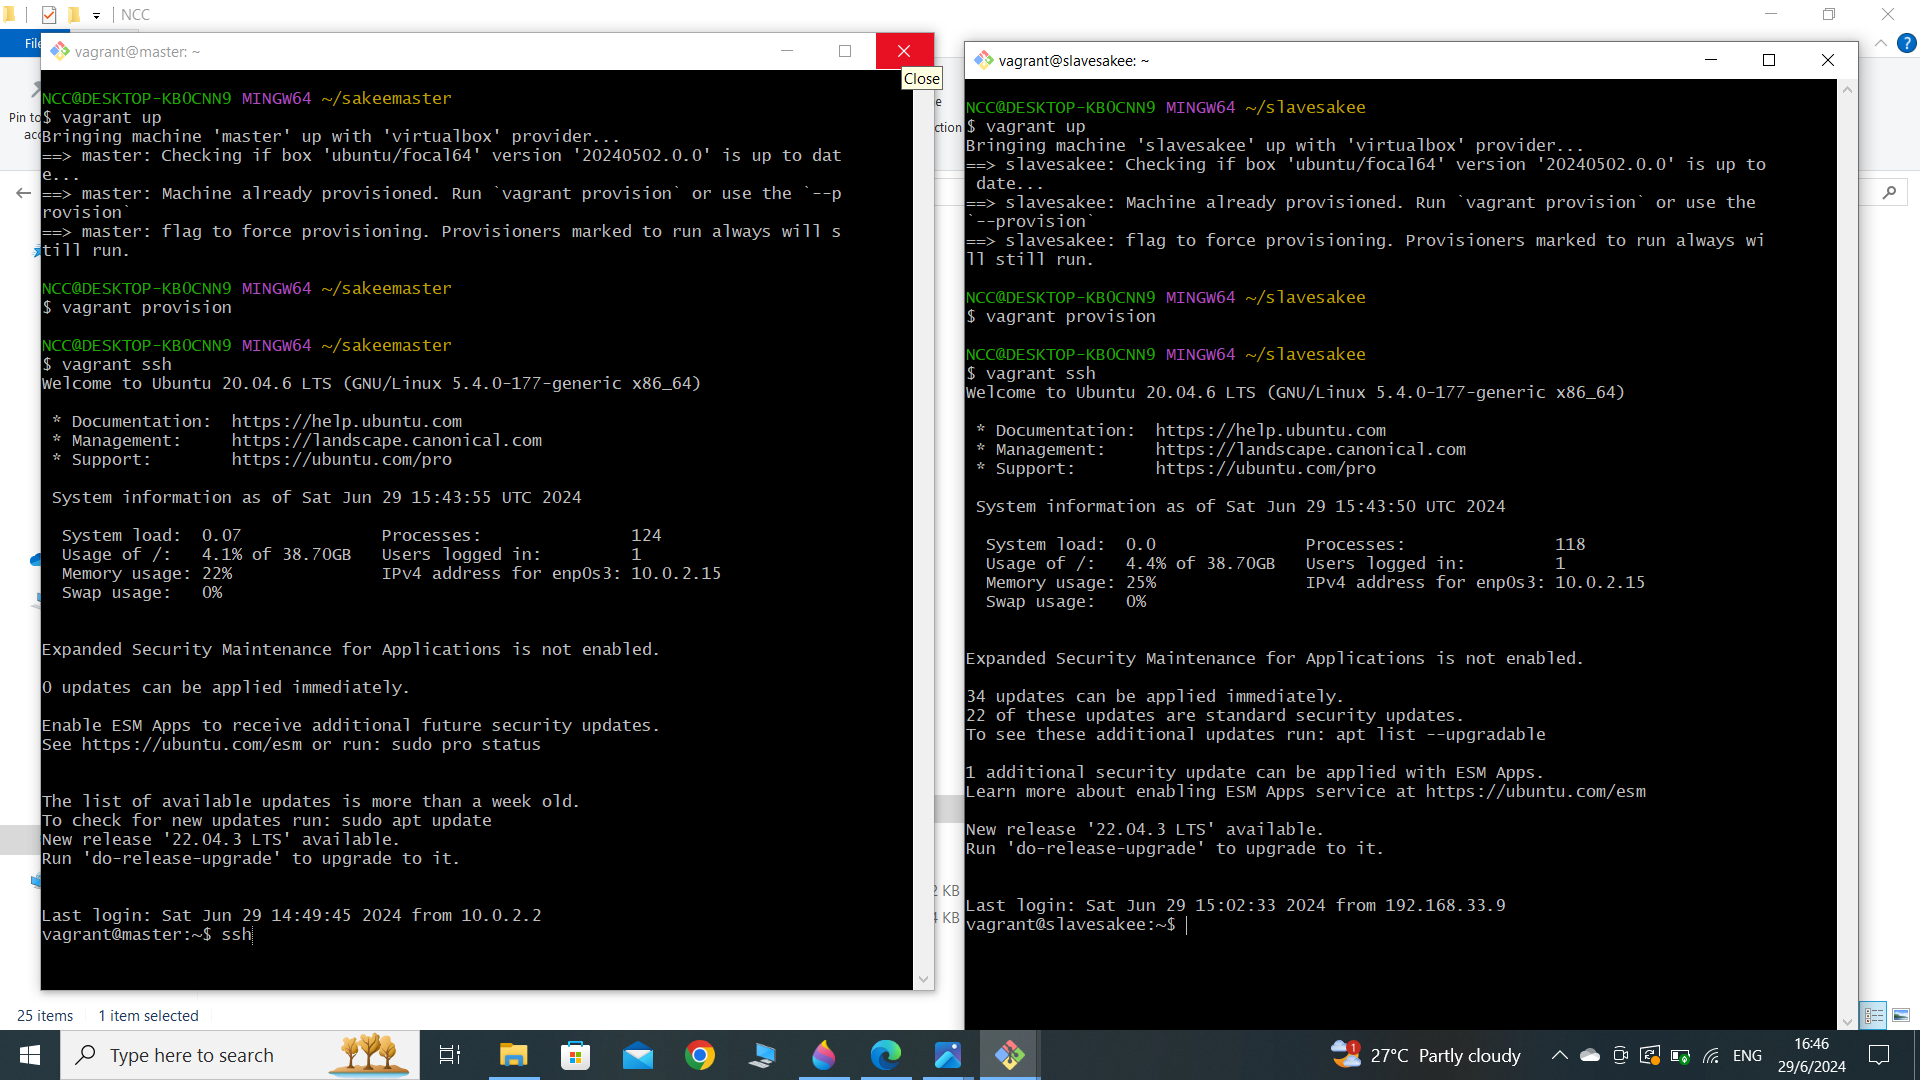 NCC
File
vagrant@master: ~
Close
Pin to
acc
NCC@DESKTOP-KBOCNN9 MINGW64 ~/sakeemaster
$ vagrant up
Bringing machine 'master' up with 'virtualbox' provider...
==> master: Checking if box 'ubuntu/focal64' version '20240502.0.0' is up to dat
e...
==> master: Machine already provisioned. Run `vagrant provision` or use the `--p
rovision`
==> master: flag to force provisioning. Provisioners marked to run always will s
till run.
NCC@DESKTOP-KBOCNN9 MINGW64 ~/sakeemaster
$ vagrant provision
NCC@DESKTOP-KBOCNN9 MINGW64 ~/sakeemaster
$ vagrant ssh
Welcome to Ubuntu 20.04.6 LTS (GNU/Linux 5.4.0-177-generic x86_64)
* Documentation:  https://help.ubuntu.com
* Management:     https://landscape.canonical.com
* Support:        https://ubuntu.com/pro
System information as of Sat Jun 29 15:43:55 UTC 2024
System load:  0.07              Processes:               124
Usage of /:   4.1% of 38.70GB   Users logged in:         1
Memory usage: 22%               IPv4 address for enp0s3: 10.0.2.15
Swap usage:   0%
Expanded Security Maintenance for Applications is not enabled.
0 updates can be applied immediately.
Enable ESM Apps to receive additional future security updates.
See https://ubuntu.com/esm or run: sudo pro status
The list of available updates is more than a week old.
To check for new updates run: sudo apt update
New release '22.04.3 LTS' available.
Run 'do-release-upgrade' to upgrade to it.
Last login: Sat Jun 29 14:49:45 2024 from 10.0.2.2
vagrant@master:~$ ssh
e
ction
2 KB
4 KB
vagrant@slavesakee: ~
NCC@DESKTOP-KBOCNN9 MINGW64 ~/slavesakee
$ vagrant up
Bringing machine 'slavesakee' up with 'virtualbox' provider...
==> slavesakee: Checking if box 'ubuntu/focal64' version '20240502.0.0' is up to
date...
==> slavesakee: Machine already provisioned. Run `vagrant provision` or use the
`--provision`
==> slavesakee: flag to force provisioning. Provisioners marked to run always wi
ll still run.
NCC@DESKTOP-KBOCNN9 MINGW64 ~/slavesakee
$ vagrant provision
NCC@DESKTOP-KBOCNN9 MINGW64 ~/slavesakee
$ vagrant ssh
Welcome to Ubuntu 20.04.6 LTS (GNU/Linux 5.4.0-177-generic x86_64)
* Documentation:  https://help.ubuntu.com
* Management:     https://landscape.canonical.com
* Support:        https://ubuntu.com/pro
System information as of Sat Jun 29 15:43:50 UTC 2024
System load:  0.0               Processes:               118
Usage of /:   4.4% of 38.70GB   Users logged in:         1
Memory usage: 25%               IPv4 address for enp0s3: 10.0.2.15
Swap usage:   0%
Expanded Security Maintenance for Applications is not enabled.
34 updates can be applied immediately.
22 of these updates are standard security updates.
To see these additional updates run: apt list --upgradable
1 additional security update can be applied with ESM Apps.
Learn more about enabling ESM Apps service at https://ubuntu.com/esm
New release '22.04.3 LTS' available.
Run 'do-release-upgrade' to upgrade to it.
Last login: Sat Jun 29 15:02:33 2024 from 192.168.33.9
vagrant@slavesakee:~$
25 items 1 item selected
Type here to search
1
27°C Partly cloudy
ENG
16:46
29/6/2024